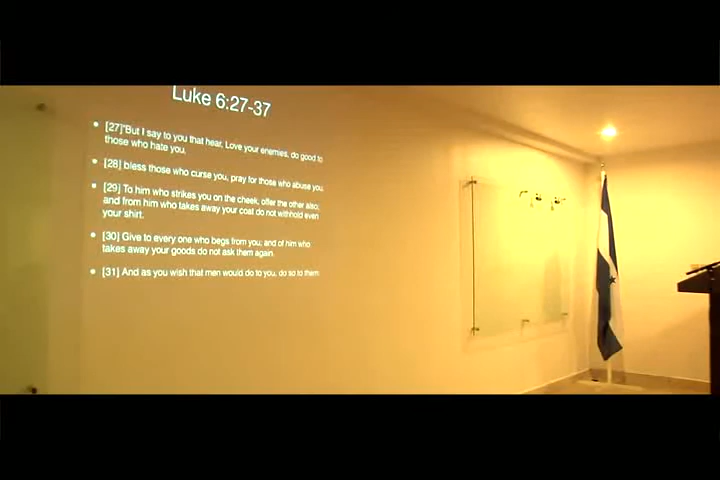 Luke 6:27-37
• [27]"But I say to you that hear, Love your enemies, do good to
those who hate you,
• [28] bless those who curse you, pray for those who abuse you.
• [29] To him who strikes you on the cheek, offer the other also;
and from him who takes away your coat do not withhold even
your shirt.
• [30] Give to every one who begs from you; and of him who
takes away your goods do not ask them again.
• [31] And as you wish that men would do to you, do so to them